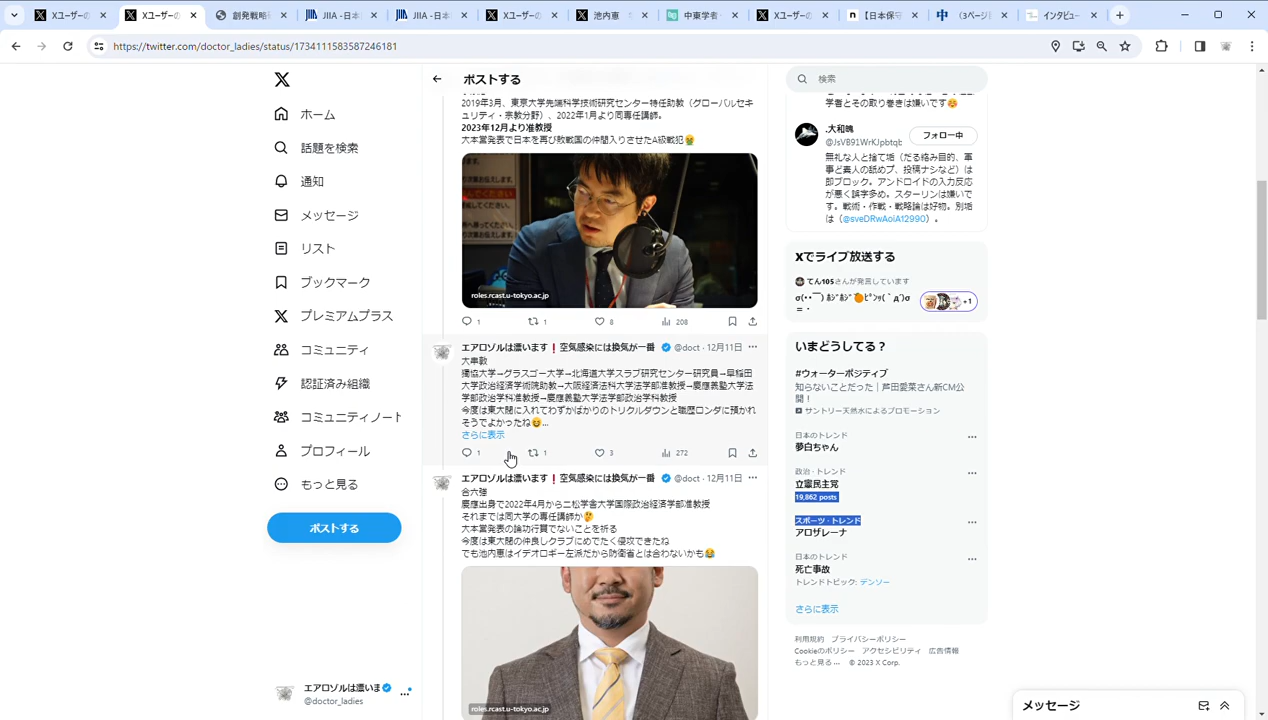 Xユーザーの
Xユーザーの
創発戦略研
JIIA -日本
JIIA -日本
Xユーザーの
池内恵
中東学者・
Xユーザーの
【日本保守
(3ページ
インタビュー
https://twitter.com/doctor_ladies/status/1734111583587246181
ホーム
話題を検索
通知
メッセージ
リスト
ブックマーク
プレミアムプラス
コミュニティ
認証済み組織
コミュニティノート
プロフィール
もっと見る
ポストする
エアロゾルは漂いま
@doctor_ladies
ポストする
2019年3月、東京大学先端科学技術研究センター特任助教（グローバルセキ
ュリティ・宗教分野）、2022年1月より同専任講師。
2023年12月より准教授
大本営発表で日本を再び敗戦国の仲間入りさせたA級戦犯🤮
roles.rcast.u-tokyo.ac.jp
1
1
8
208
エアロゾルは漂います❗空気感染には換気が一番
@doct · 12月11日
大串敦
獨協大学→グラスゴー大学→北海道大学スラブ研究センター研究員→早稲田
大学政治経済学術院助教→大阪経済法科大学法学部准教授→慶應義塾大学法
学部政治学科准教授→慶應義塾大学法学部政治学科教授
今度は東大閥に入れてわずかばかりのトリクルダウンと職歴ロンダに預かれ
そうでよかったね😆...
さらに表示
1
1
3
272
エアロゾルは漂います❗空気感染には換気が一番
@doct · 12月11日
合六強
慶應出身で2022年4月から二松学舎大学国際政治経済学部准教授
それまでは同大学の専任講師か🤔
大本営発表の論功行賞でないことを祈る
今度は東大閥の仲良しクラブにめでたく侵攻できたね
でも池内恵はイデオロギー左派だから防衛省とは合わないかも😂
roles.rcast.u-tokyo.ac.jp
検索
学者とその取り巻きは嫌いです😤
.大和魄
@JsVB91WrKJpbtqb
フォロー中
無礼な人と捨て垢（だる絡み目的、軍
事ど素人の舐めプ、投稿ナシなど）は
即ブロック。アンドロイドの入力反応
が悪く誤字多め。スターリンは嫌いで
す。戦術・作戦・戦略論は好物。別垢
は（@sveDRwAoiA12990）。
Xでライブ放送する
てん105さんが発言しています
+1
いまどうしてる？
#ウォーターポジティブ
知らないことだった｜芦田愛菜さん新CM公
開！
サントリー天然水によるプロモーション
日本のトレンド
夢白ちゃん
政治・トレンド
立憲民主党
19,862 posts
スポーツ・トレンド
アロザレーナ
日本のトレンド
死亡事故
トレンドトピック: デンソー
さらに表示
利用規約 プライバシーポリシー
Cookieのポリシー アクセシビリティ 広告情報
もっと見る ... © 2023 X Corp.
メッセージ